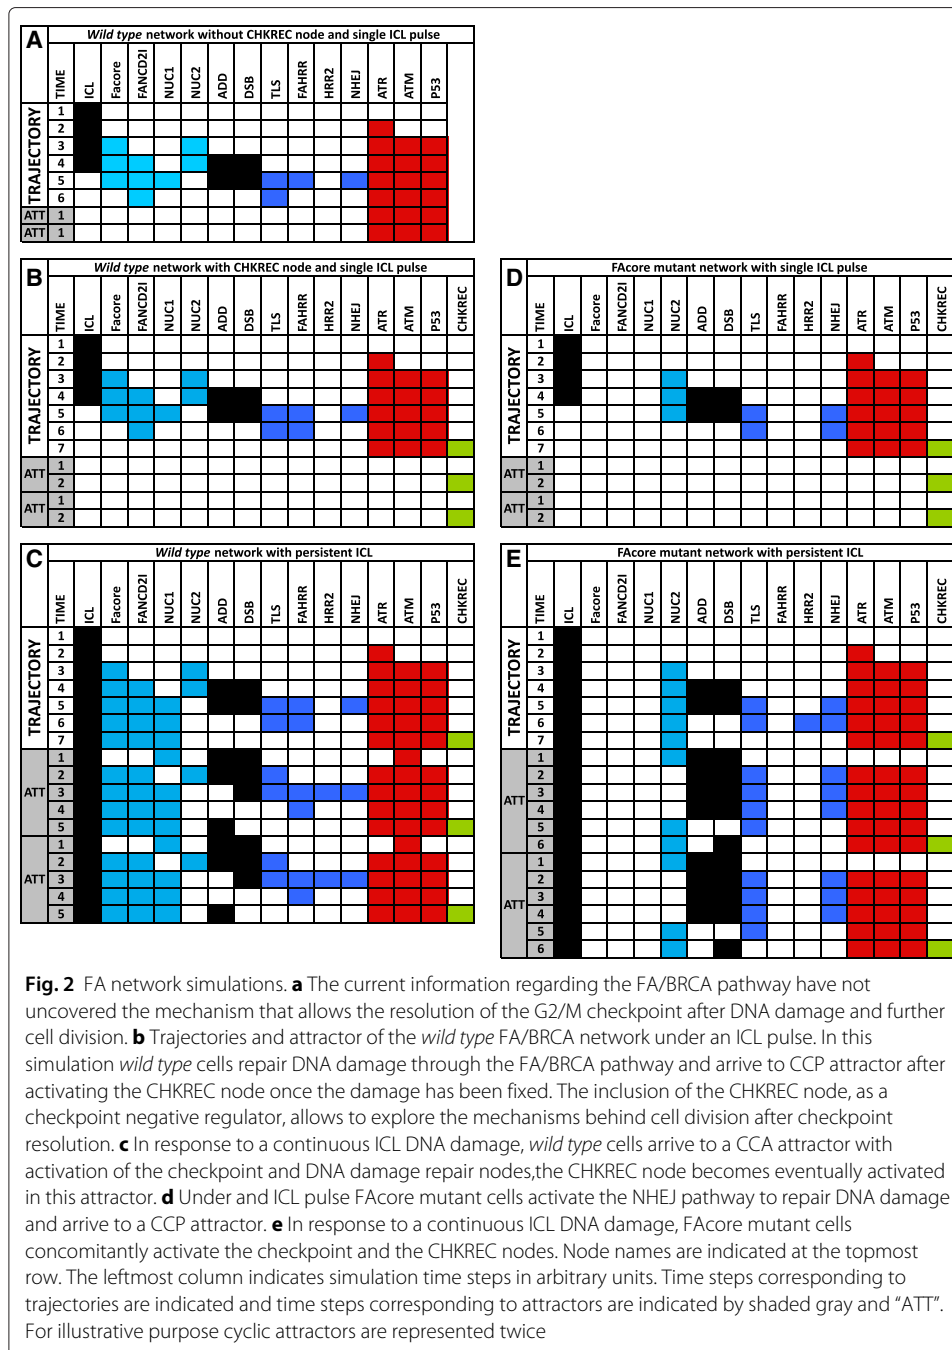 A
Wild type network without CHKREC node and single ICL pulse
TIME ICL Facore FANCD2I NUC1 NUC2 ADD DSB TLS FAHRR HRR2 NHEJ ATR ATM P53
TRAJECTORY
1
2
3
4
5
6
ATT 1
ATT 1
B
Wild type network with CHKREC node and single ICL pulse
TIME ICL Facore FANCD2I NUC1 NUC2 ADD DSB TLS FAHRR HRR2 NHEJ ATR ATM P53 CHKREC
TRAJECTORY
1
2
3
4
5
6
7
ATT
1
2
ATT
1
2
D
FAcore mutant network with single ICL pulse
TIME ICL Facore FANCD2I NUC1 NUC2 ADD DSB TLS FAHRR HRR2 NHEJ ATR ATM P53 CHKREC
TRAJECTORY
1
2
3
4
5
6
7
ATT
1
2
ATT
1
2
C
Wild type network with persistent ICL
TIME ICL Facore FANCD2I NUC1 NUC2 ADD DSB TLS FAHRR HRR2 NHEJ ATR ATM P53 CHKREC
TRAJECTORY
1
2
3
4
5
6
7
ATT
1
2
3
4
5
ATT
1
2
3
4
5
E
FAcore mutant network with persistent ICL
TIME ICL Facore FANCD2I NUC1 NUC2 ADD DSB TLS FAHRR HRR2 NHEJ ATR ATM P53 CHKREC
TRAJECTORY
1
2
3
4
5
6
7
ATT
1
2
3
4
5
6
ATT
1
2
3
4
5
6
Fig. 2 FA network simulations. a The current information regarding the FA/BRCA pathway have not
uncovered the mechanism that allows the resolution of the G2/M checkpoint after DNA damage and further
cell division. b Trajectories and attractor of the wild type FA/BRCA network under an ICL pulse. In this
simulation wild type cells repair DNA damage through the FA/BRCA pathway and arrive to CCP attractor after
activating the CHKREC node once the damage has been fixed. The inclusion of the CHKREC node, as a
checkpoint negative regulator, allows to explore the mechanisms behind cell division after checkpoint
resolution. c In response to a continuous ICL DNA damage, wild type cells arrive to a CCA attractor with
activation of the checkpoint and DNA damage repair nodes,the CHKREC node becomes eventually activated
in this attractor. d Under and ICL pulse FAcore mutant cells activate the NHEJ pathway to repair DNA damage
and arrive to a CCP attractor. e In response to a continuous ICL DNA damage, FAcore mutant cells
concomitantly activate the checkpoint and the CHKREC nodes. Node names are indicated at the topmost
row. The leftmost column indicates simulation time steps in arbitrary units. Time steps corresponding to
trajectories are indicated and time steps corresponding to attractors are indicated by shaded gray and “ATT”.
For illustrative purpose cyclic attractors are represented twice